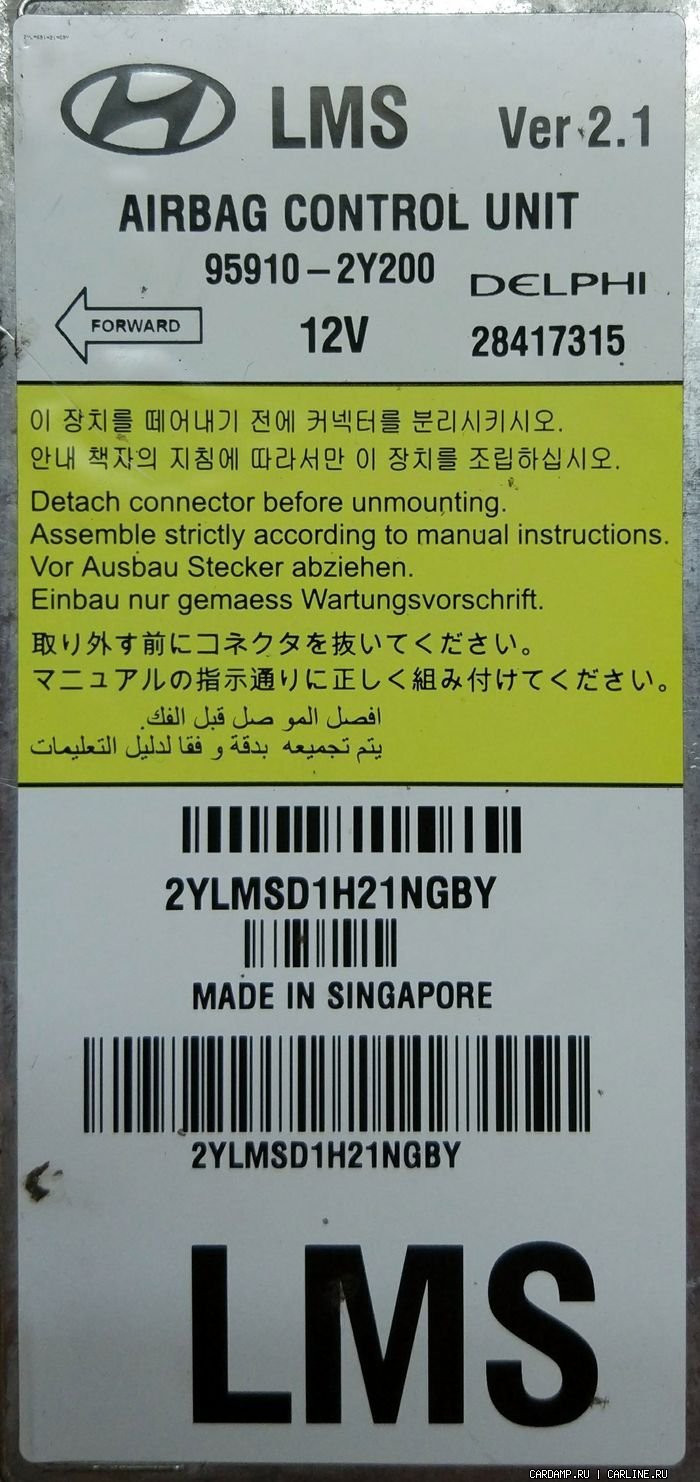 LMS Ver 2.1
AIRBAG CONTROL UNIT
95910-2Y200
DELPHI
FORWARD
12V
28417315
이 장치를 떼어내기 전에 커넥터를 분리시키시오.
안내 책자의 지침에 따라서만 이 장치를 조립하십시오.
Detach connector before unmounting.
Assemble strictly according to manual instructions.
Vor Ausbau Stecker abziehen.
Einbau nur gemaess Wartungsvorschrift.
取り外す前にコネクタを抜いてください。
マニュアルの指示通りに正しく組み付けてください。
افصل المو صل قبل الفك.
يتم تجميعه بدقة و فقا لدليل التعليمات
2YLMSD1H21NGBY
MADE IN SINGAPORE
2YLMSD1H21NGBY
LMS
CARDAMP.RU | CARLINE.RU